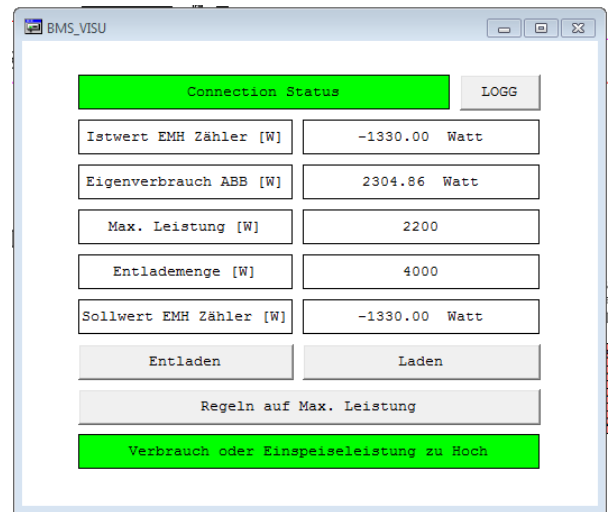 BMS_VISU
Connection Status LOGG
Istwert EMH Zähler [W] -1330.00 Watt
Eigenverbrauch ABB [W] 2304.86 Watt
Max. Leistung [W] 2200
Entlademenge [W] 4000
Sollwert EMH Zähler [W] -1330.00 Watt
Entladen Laden
Regeln auf Max. Leistung
Verbrauch oder Einspeiseleistung zu Hoch